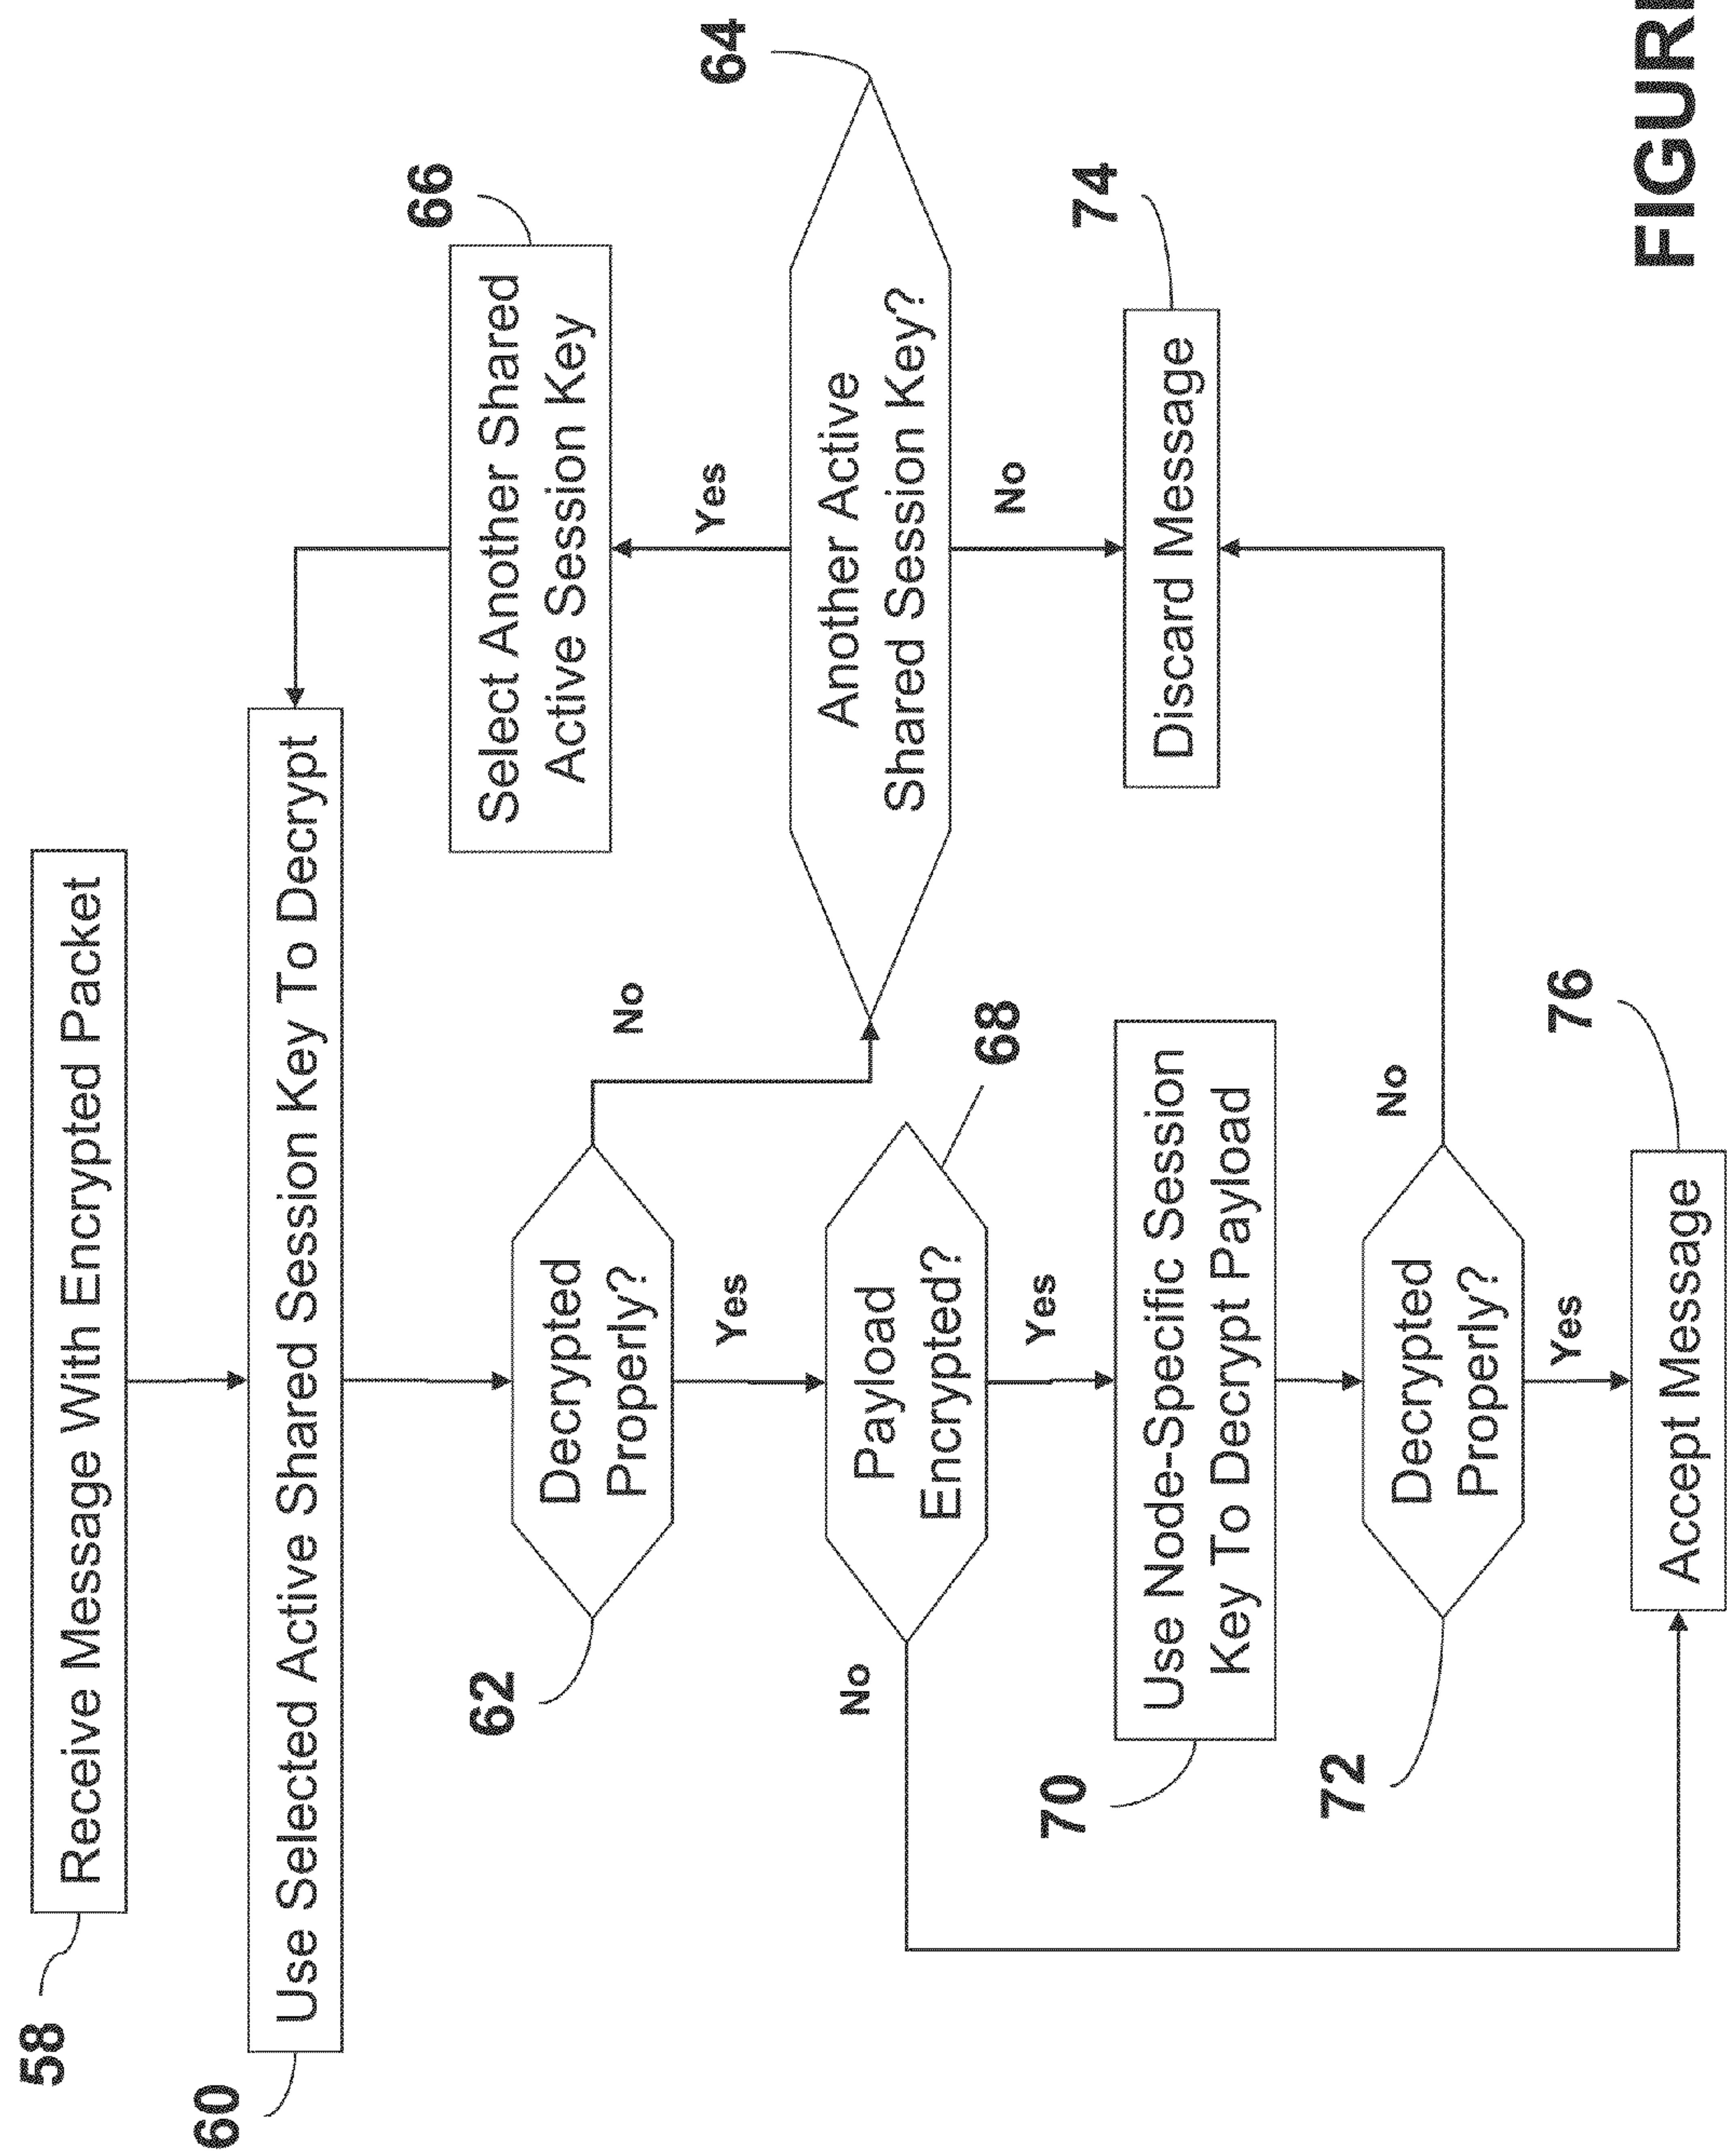 58
Receive Message With Encrypted Packet
60
Use Selected Active Shared Session Key To Decrypt
66
Select Another Shared
Active Session Key
62
Decrypted
Properly?
No
Yes
64
Another Active
Shared Session Key?
Yes
No
68
Payload
Encrypted?
No
Yes
74
Discard Message
70
Use Node-Specific Session
Key To Decrypt Payload
72
Decrypted
Properly?
No
Yes
76
Accept Message